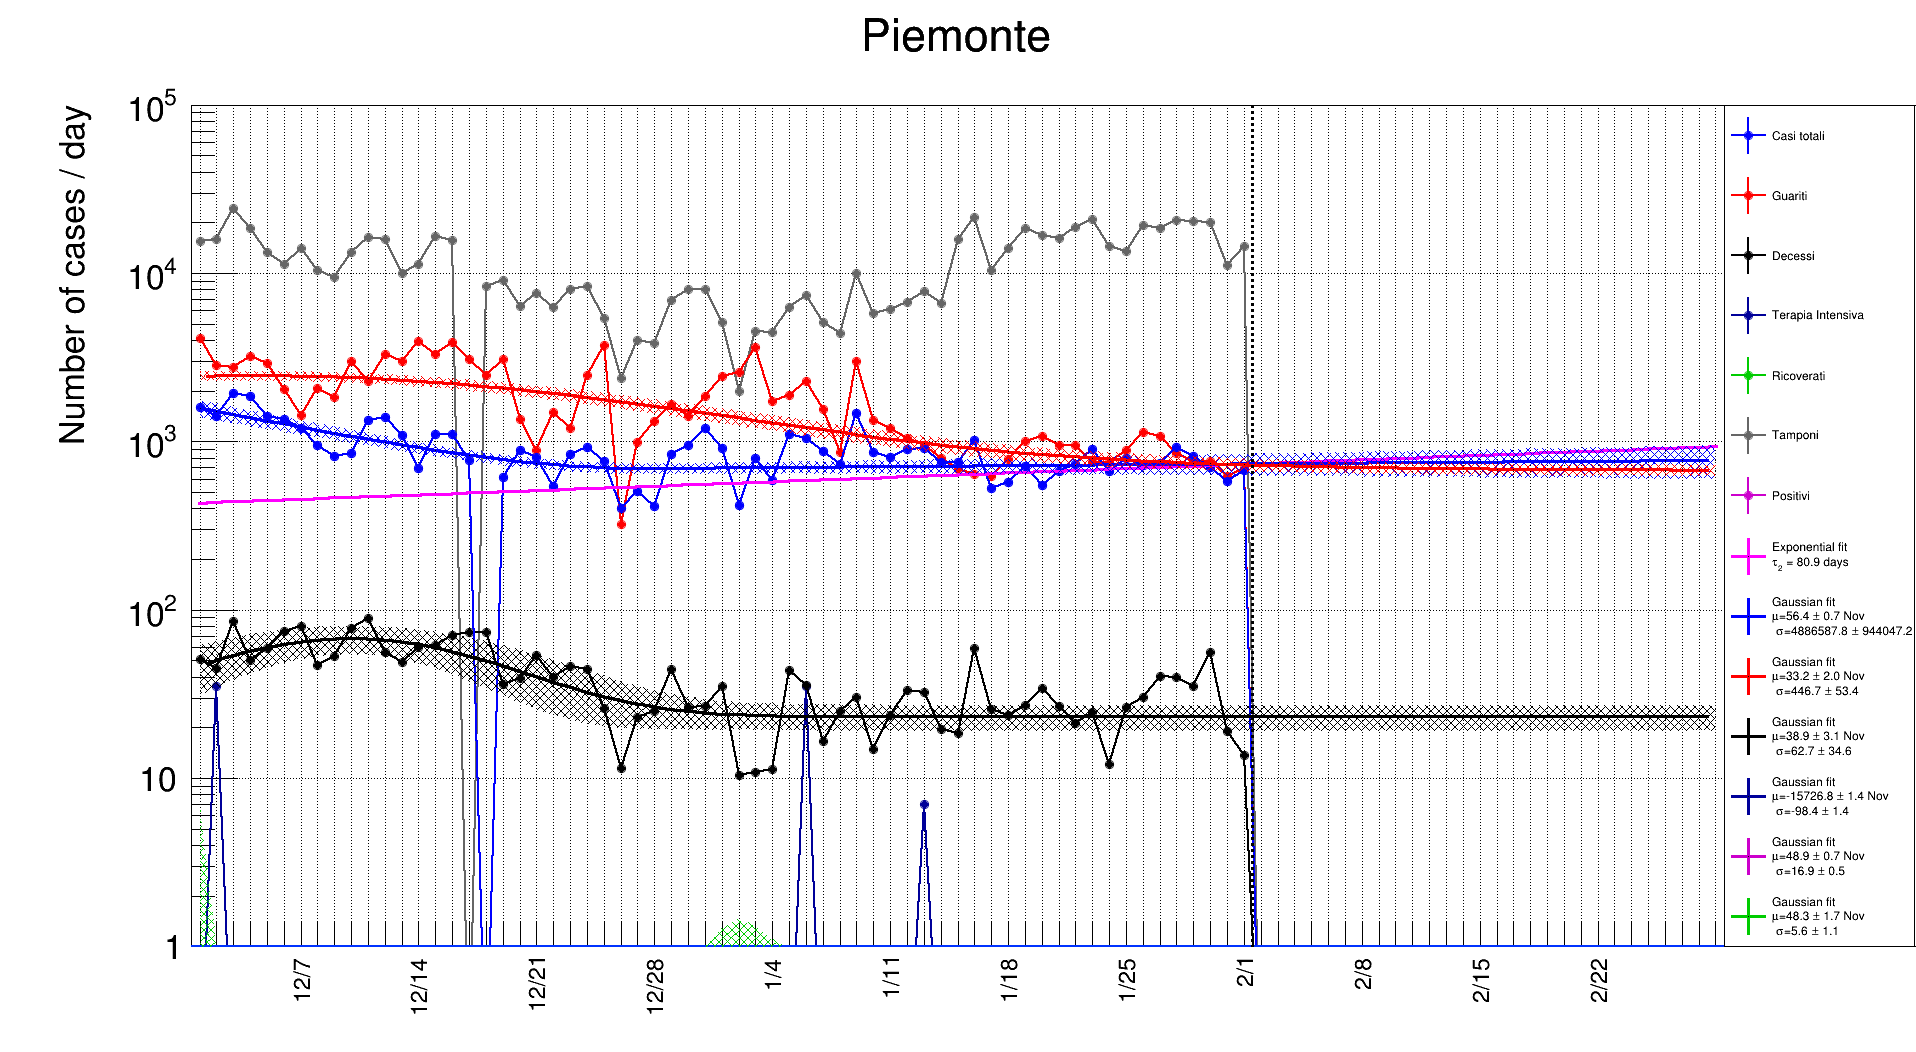 Piemonte
Number of cases / day
10^5
10^4
10^3
10^2
10
1
12/7
12/14
12/21
12/28
1/4
1/11
1/18
1/25
2/1
2/8
2/15
2/22
Casi totali
Guariti
Decessi
Terapia Intensiva
Ricoverati
Tamponi
Positivi
Exponential fit
τ_2 = 80.9 days
Gaussian fit
μ=56.4 ± 0.7 Nov
σ=4886587.8 ± 944047.2
Gaussian fit
μ=33.2 ± 2.0 Nov
σ=446.7 ± 53.4
Gaussian fit
μ=38.9 ± 3.1 Nov
σ=62.7 ± 34.6
Gaussian fit
μ=-15726.8 ± 1.4 Nov
σ=-98.4 ± 1.4
Gaussian fit
μ=48.9 ± 0.7 Nov
σ=16.9 ± 0.5
Gaussian fit
μ=48.3 ± 1.7 Nov
σ=5.6 ± 1.1